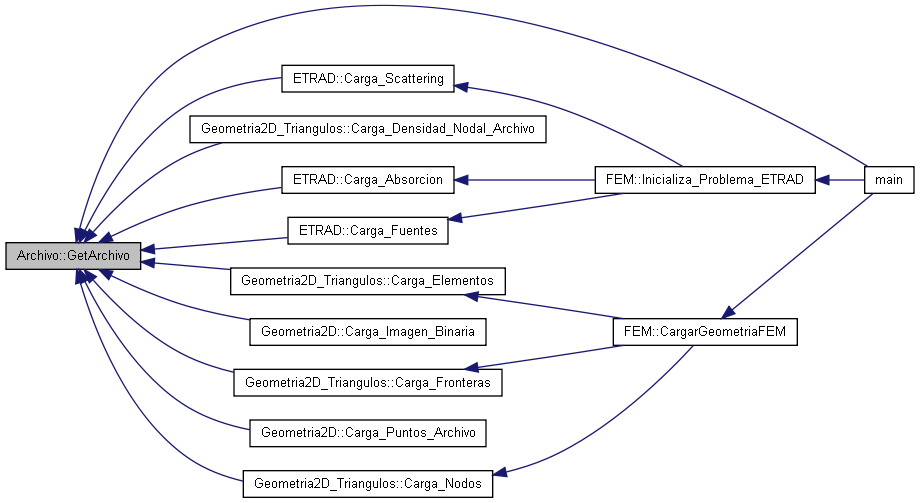 ETRAD::Carga_Scattering
Geometria2D_Triangulos::Carga_Densidad_Nodal_Archivo
ETRAD::Carga_Absorcion
FEM::Inicializa_Problema_ETRAD
main
ETRAD::Carga_Fuentes
Archivo::GetArchivo
Geometria2D_Triangulos::Carga_Elementos
Geometria2D::Carga_Imagen_Binaria
FEM::CargarGeometriaFEM
Geometria2D_Triangulos::Carga_Fronteras
Geometria2D::Carga_Puntos_Archivo
Geometria2D_Triangulos::Carga_Nodos